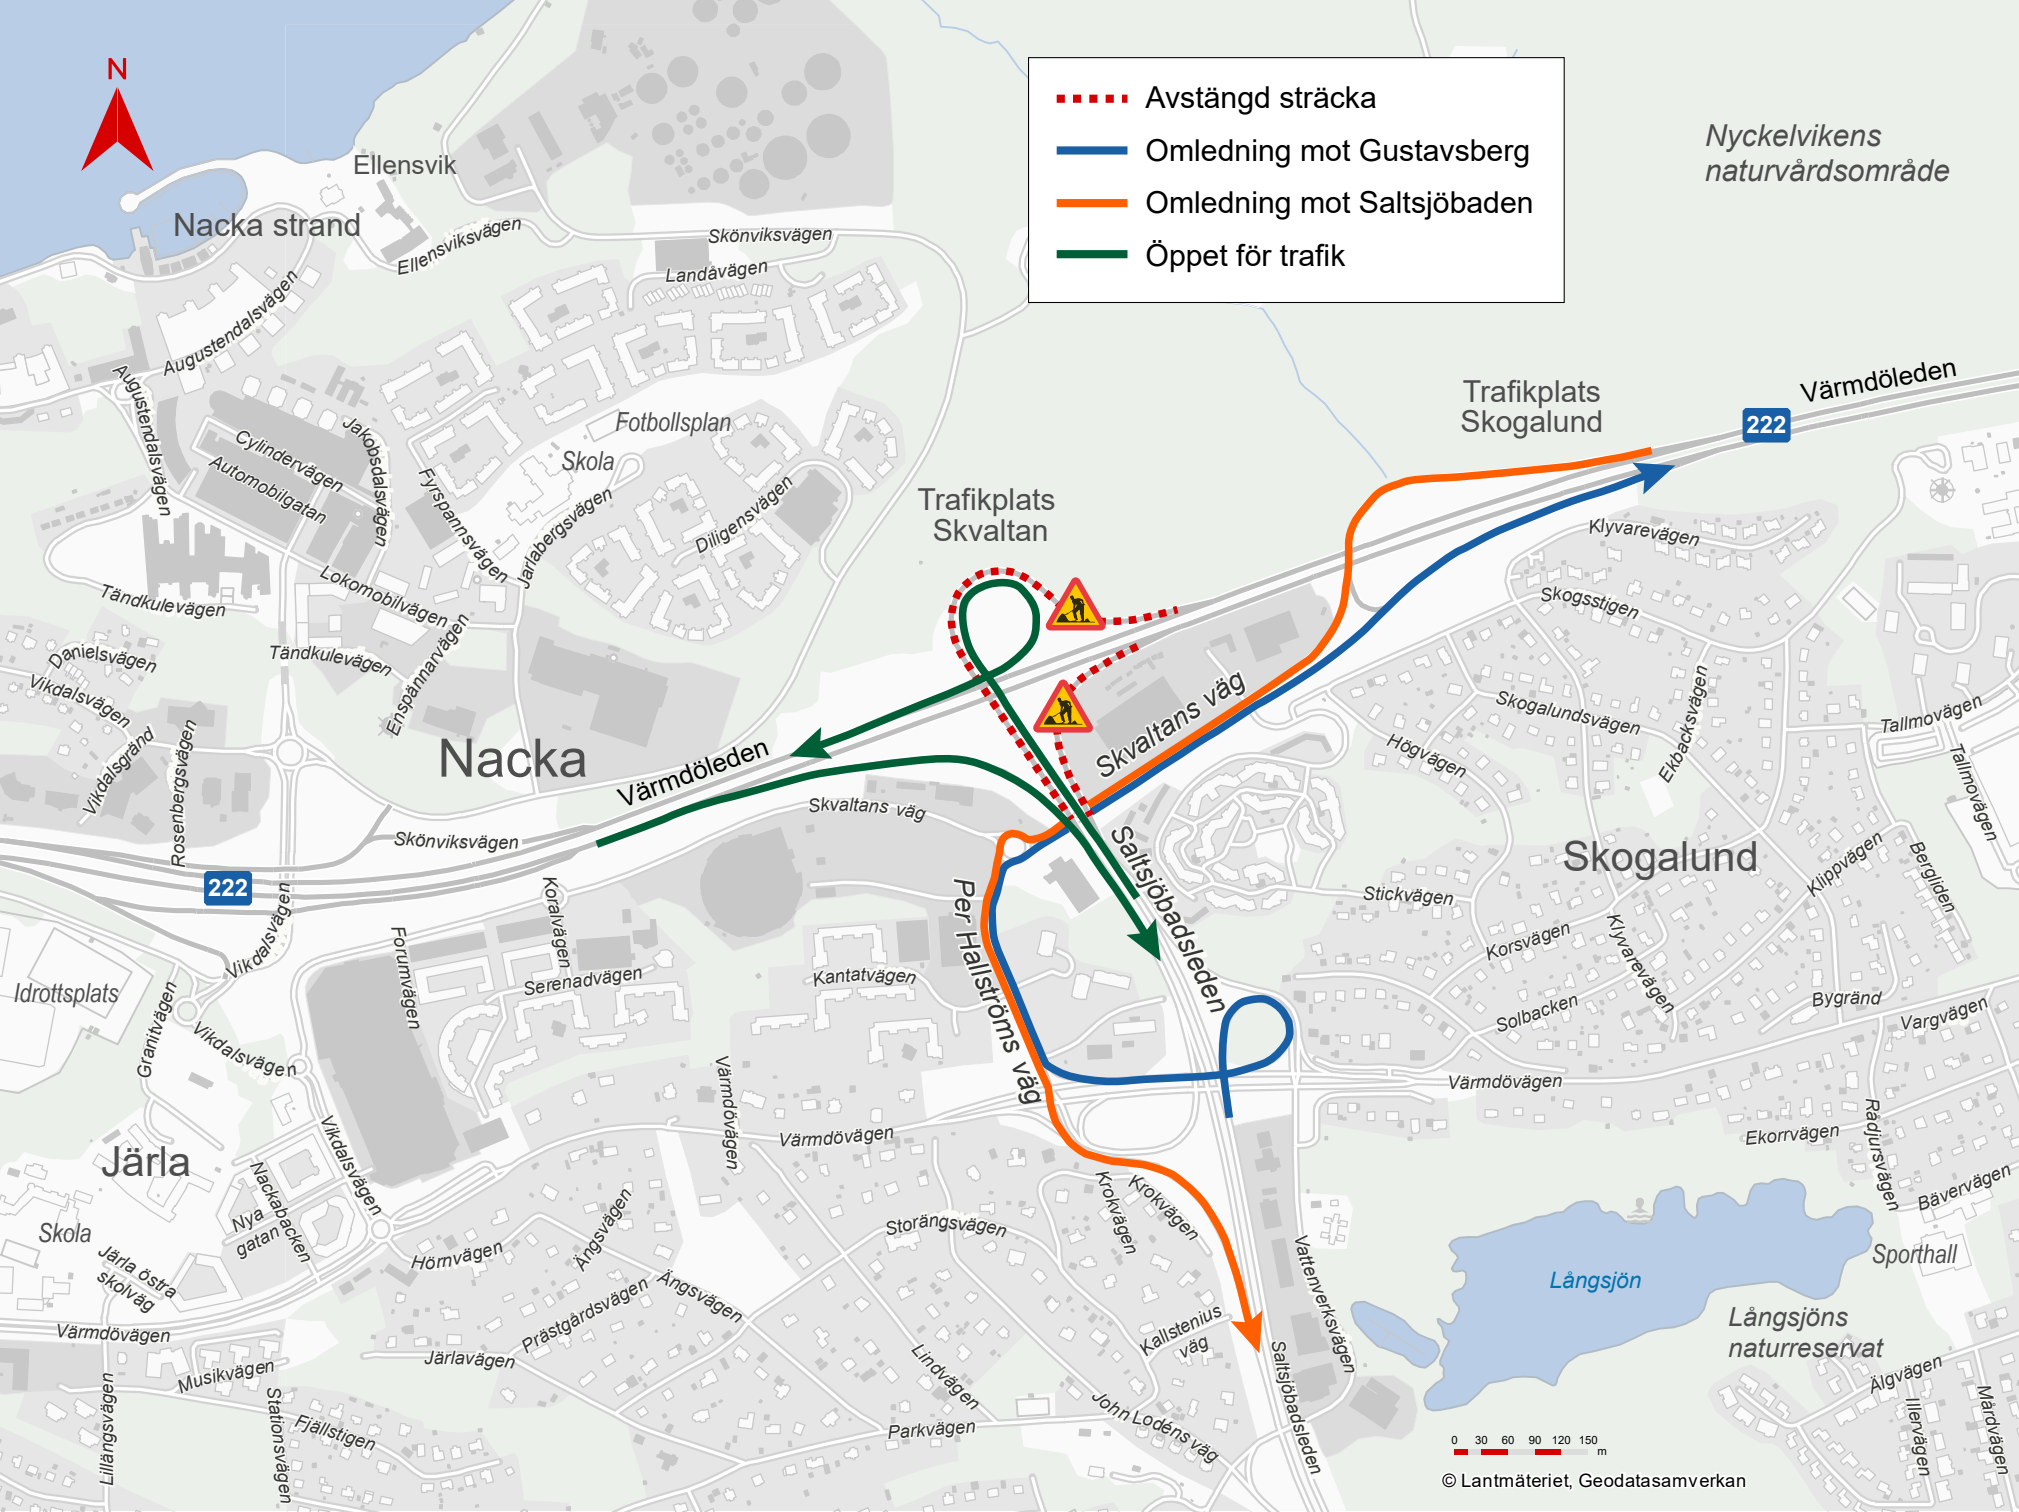 N
Avstängd sträcka
Omledning mot Gustavsberg
Omledning mot Saltsjöbaden
Öppet för trafik
Nyckelvikens
naturvårdsområde
Ellensvik
Nacka strand
Ellensviksvägen
Skönviksvägen
Landåvägen
Augustendalsvägen
Augustendalsvägen
Trafikplats
Skogalund
Värmdöleden
222
Fotbollsplan
Skola
Cylindervägen
Automobilgatan
Jakobsdalsvägen
Fyrspannsvägen
Jarlabergsvägen
Diligensvägen
Trafikplats
Skvaltan
Klyvarevägen
Skogsstigen
Tändkulevägen
Lokomobilvägen
Tändkulevägen
Enspännarvägen
Danielsvägen
Vikdalsvägen
Vikdalsgränd
Rosenbergsvägen
Nacka
Värmdöleden
Skvaltans väg
Skogalundsvägen
Högvägen
Ekbacksvägen
Tallmovägen
Tallmovägen
Skönviksvägen
Skvaltans väg
222
Saltsjöbadsleden
Skogalund
Stickvägen
Klippvägen
Bergliden
Korsvägen
Klyvarevägen
Solbacken
Bygränd
Vargvägen
Vikdalsvägen
Koralvägen
Forumvägen
Serenadvägen
Kantatvägen
Per Hallströms väg
Idrottsplats
Granitvägen
Vikdalsvägen
Vikdalsvägen
Värmdövägen
Värmdövägen
Värmdövägen
Ekorrvägen
Rådjursvägen
Bävervägen
Järla
Skola
Nackabacken
Nya
gatan
Järla östra
skolväg
Värmdövägen
Hörnvägen
Ängsvägen
Ängsvägen
Prästgårdsvägen
Järlavägen
Musikvägen
Stationsvägen
Fjällstigen
Lillängsvägen
Storängsvägen
Krokvägen
Krokvägen
Kallstenius
väg
Lindvägen
Parkvägen
John Lodéns väg
Vattenverksvägen
Saltsjöbadsleden
Långsjön
Sporthall
Långsjöns
naturreservat
Älgvägen
Illervägen
Mårdvägen
0 30 60 90 120 150
m
© Lantmäteriet, Geodatasamverkan